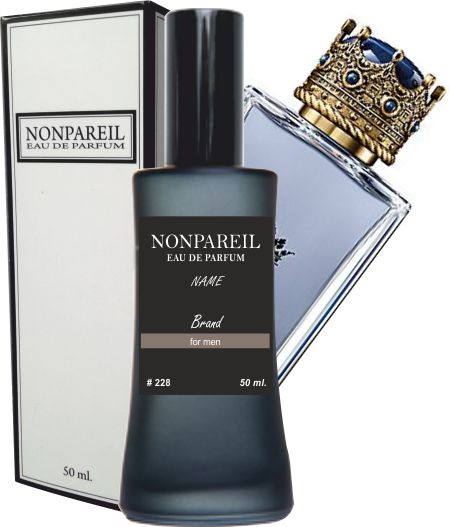 NONPAREIL
EAU DE PARFUM
50 ml.
NONPAREIL
EAU DE PARFUM
NAME
Brand
for men
# 228
50 ml.